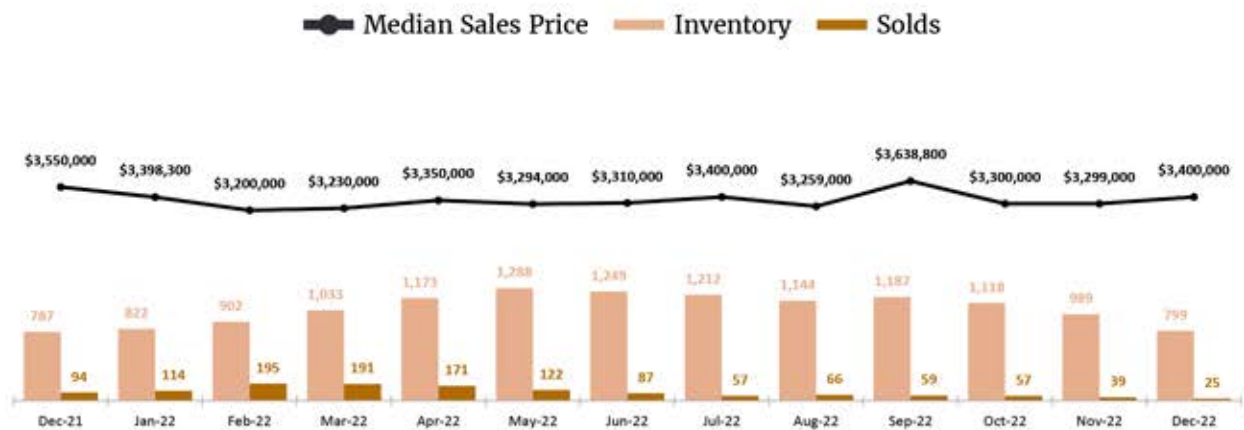 Median Sales Price Inventory Solds
$3,550,000 $3,398,300 $3,200,000 $3,230,000 $3,350,000 $3,294,000 $3,310,000 $3,400,000 $3,259,000 $3,638,800 $3,300,000 $3,299,000 $3,400,000
787 822 902 1,033 1,173 1,288 1,249 1,212 1,144 1,187 1,118 989 799
94 114 195 191 171 122 87 57 66 59 57 39 25
Dec-21 Jan-22 Feb-22 Mar-22 Apr-22 May-22 Jun-22 Jul-22 Aug-22 Sep-22 Oct-22 Nov-22 Dec-22